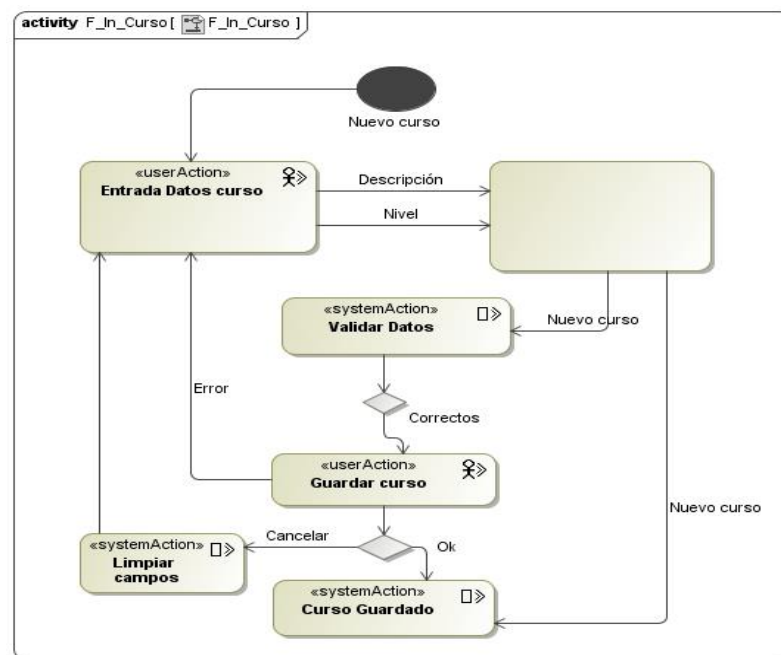 activity F_In_Curso [ F_In_Curso ]
Nuevo curso
«userAction»
Entrada Datos curso
Descripción
Nivel
«systemAction»
Validar Datos
Nuevo curso
Correctos
Error
«userAction»
Guardar curso
Nuevo curso
Cancelar
Ok
«systemAction»
Limpiar
campos
«systemAction»
Curso Guardado